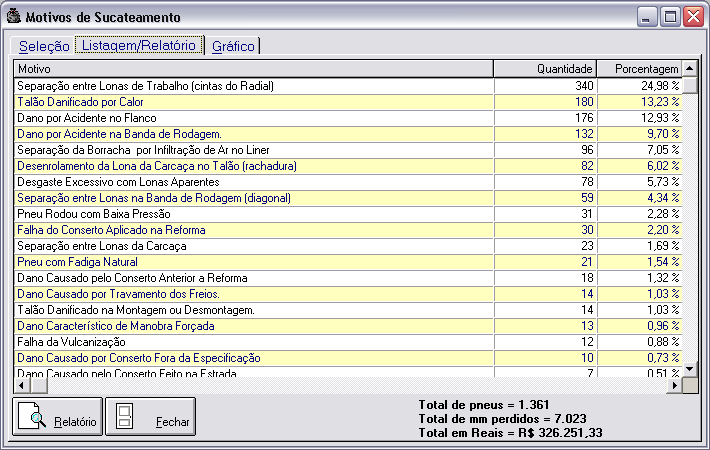 Motivos de Sucateamento
Seleção Listagem/Relatório Gráfico
Motivo Quantidade Porcentagem
Separação entre Lonas de Trabalho (cintas do Radial) 340 24,98 %
Talão Danificado por Calor 180 13,23 %
Dano por Acidente no Flanco 176 12,93 %
Dano por Acidente na Banda de Rodagem. 132 9,70 %
Separação da Borracha por Infiltração de Ar no Liner 96 7,05 %
Desenrolamento da Lona da Carcaça no Talão (rachadura) 82 6,02 %
Desgaste Excessivo com Lonas Aparentes 78 5,73 %
Separação entre Lonas na Banda de Rodagem (diagonal) 59 4,34 %
Pneu Rodou com Baixa Pressão 31 2,28 %
Falha do Conserto Aplicado na Reforma 30 2,20 %
Separação entre Lonas da Carcaça 23 1,69 %
Pneu com Fadiga Natural 21 1,54 %
Dano Causado pelo Conserto Anterior a Reforma 18 1,32 %
Dano Causado por Travamento dos Freios. 14 1,03 %
Talão Danificado na Montagem ou Desmontagem. 14 1,03 %
Dano Característico de Manobra Forçada 13 0,96 %
Falha da Vulcanização 12 0,88 %
Dano Causado por Conserto Fora da Especificação 10 0,73 %
Dano Causado pelo Conserto Feito na Estrada 7 0,51 %
Relatório Fechar
Total de pneus = 1.361
Total de mm perdidos = 7.023
Total em Reais = R$ 326.251,33